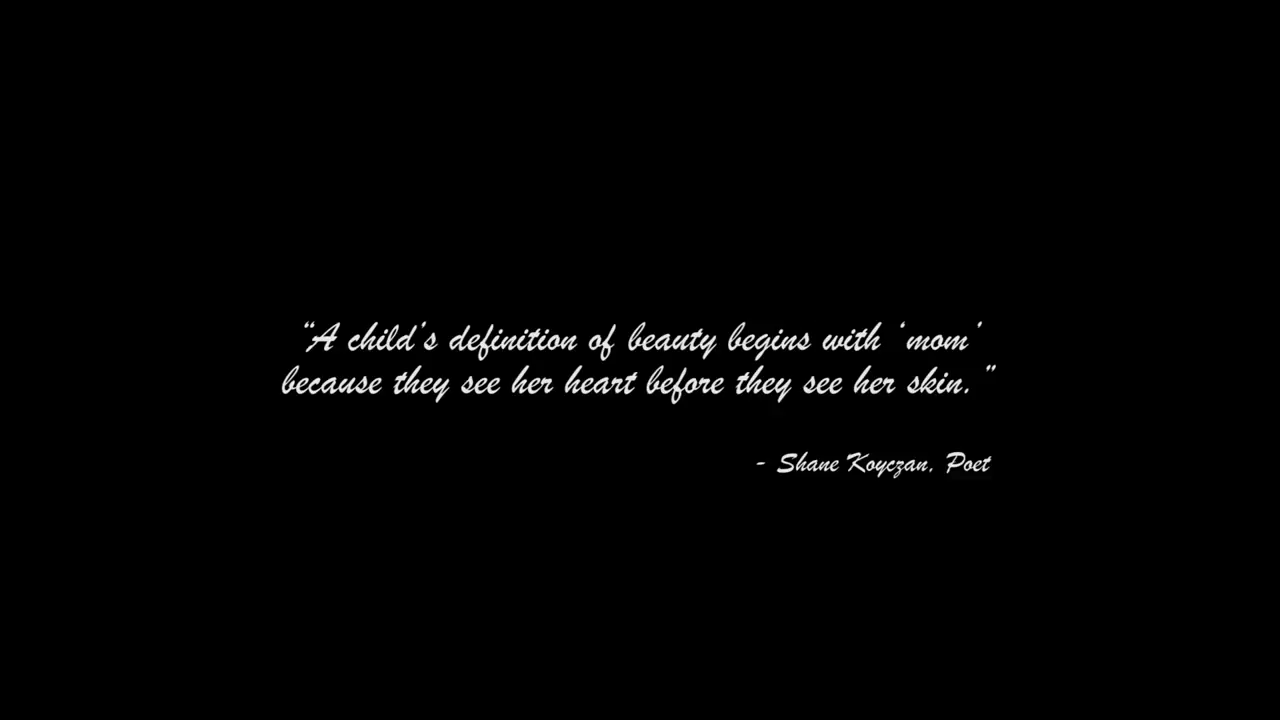 “A child’s definition of beauty begins with ‘mom’
because they see her heart before they see her skin. ”
- Shane Koyczan, Poet